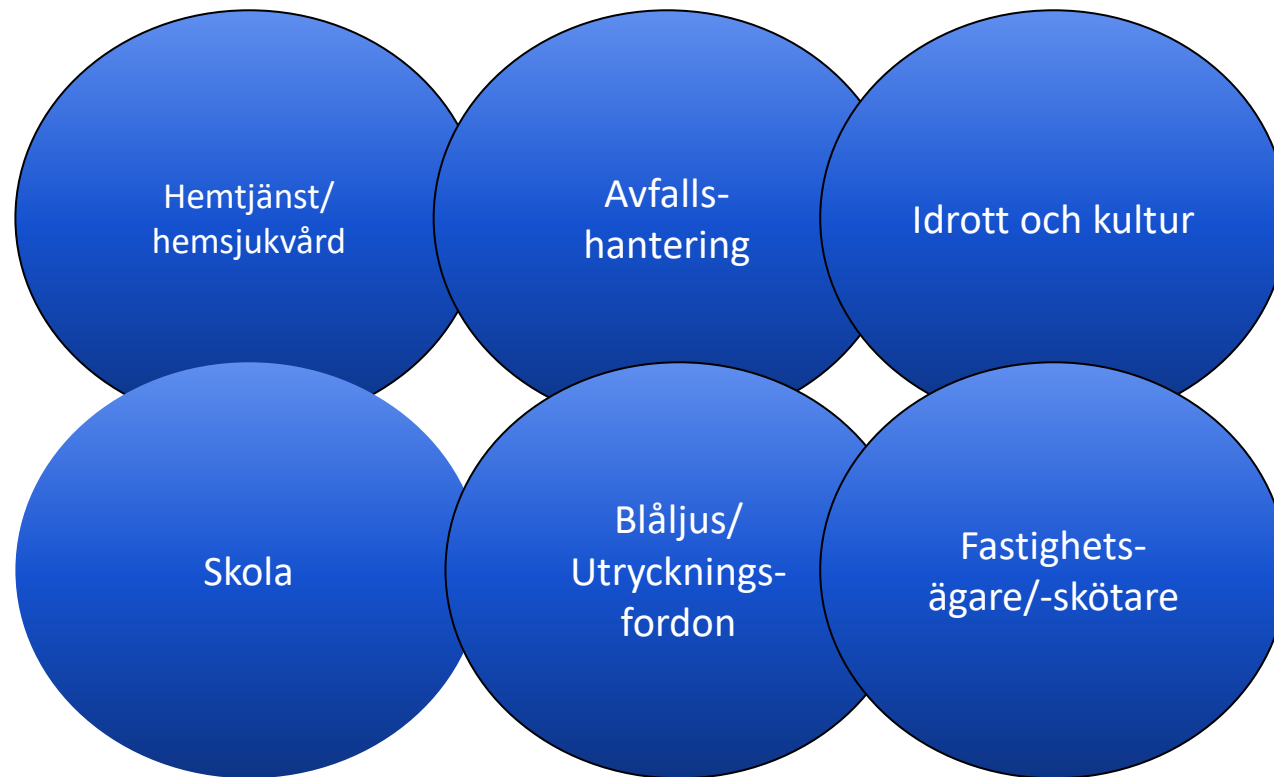 Hemtjänst/
hemsjukvård
Avfalls-
hantering
Idrott och kultur
Skola
Blåljus/
Utrycknings-
fordon
Fastighets-
ägare/-skötare